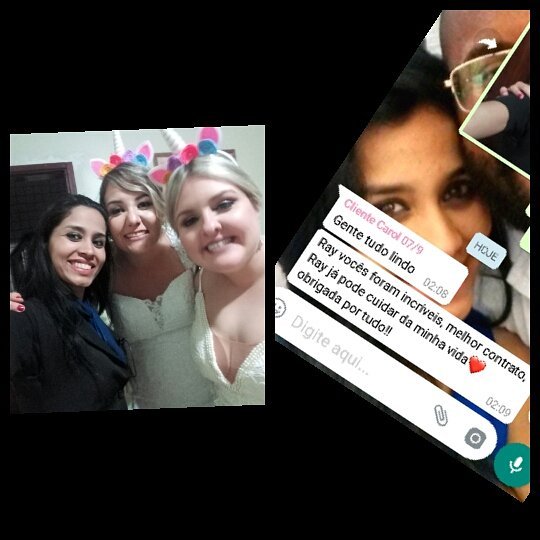 Cliente Carol 07/9
Gente tudo lindo
02:08
HOJE
Ray vocês foram incríveis, melhor contrato,
Ray já pode cuidar da minha vida❤️
obrigada por tudo!!
02:09
Digite aqui...